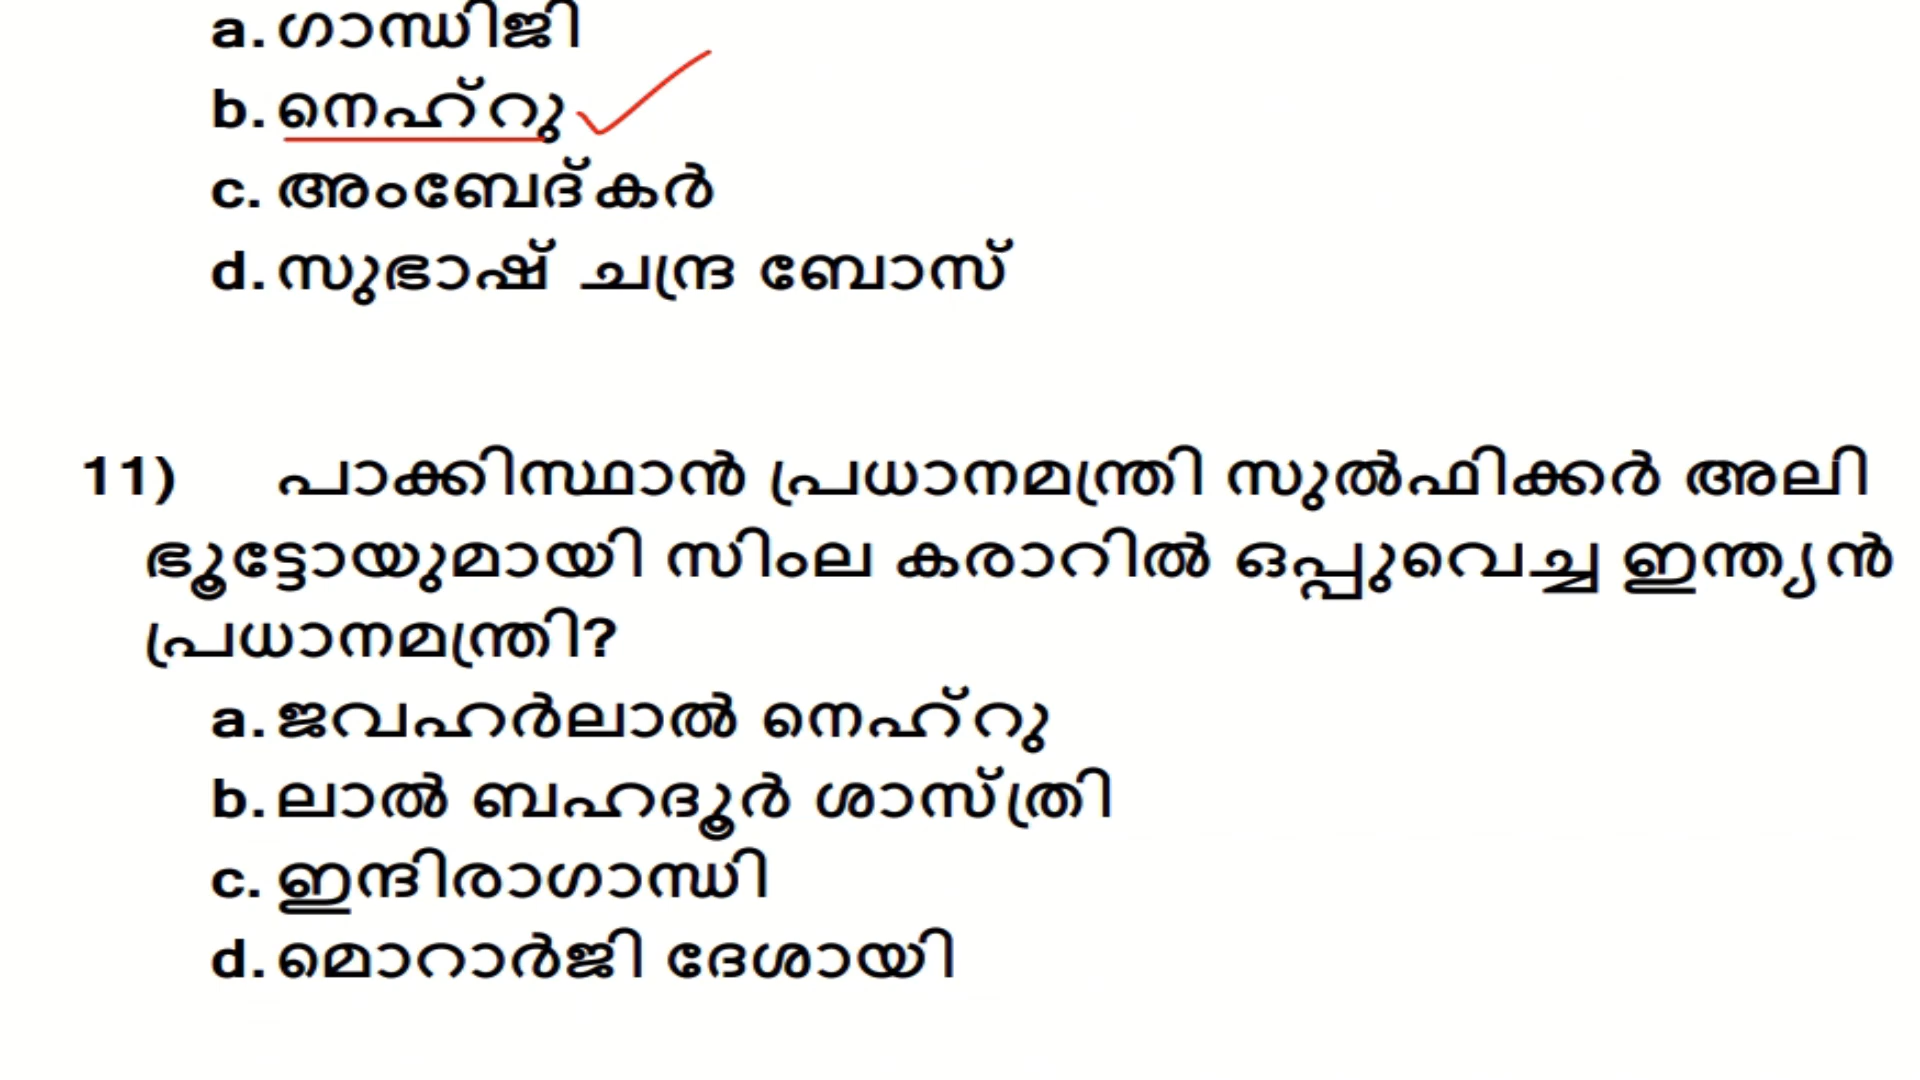 a. ഗാന്ധിജി
b. നെഹ്റു
c. അംബേദ്കർ
d. സുഭാഷ് ചന്ദ്ര ബോസ്
11) പാക്കിസ്ഥാൻ പ്രധാനമന്ത്രി സുൽഫിക്കർ അലി
ഭൂട്ടോയുമായി സിംല കരാറിൽ ഒപ്പുവെച്ച ഇന്ത്യൻ
പ്രധാനമന്ത്രി?
a. ജവഹർലാൽ നെഹ്റു
b. ലാൽ ബഹദൂർ ശാസ്ത്രി
c. ഇന്ദിരാഗാന്ധി
d. മൊറാർജി ദേശായി